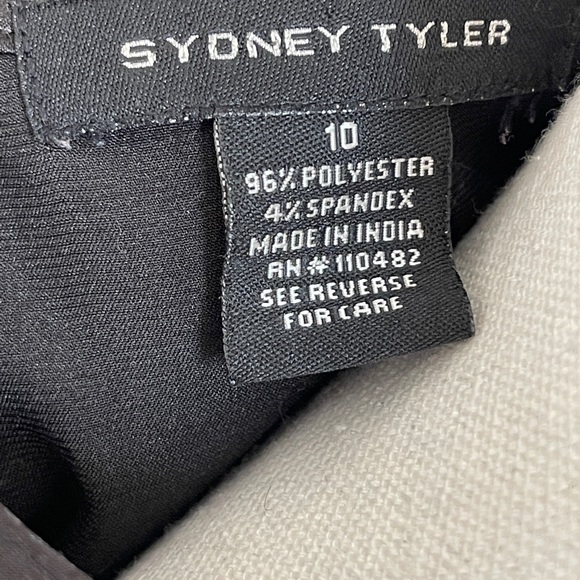 SYDNEY TYLER
10
96% POLYESTER
4% SPANDEX
MADE IN INDIA
RN # 110482
SEE REVERSE
FOR CARE